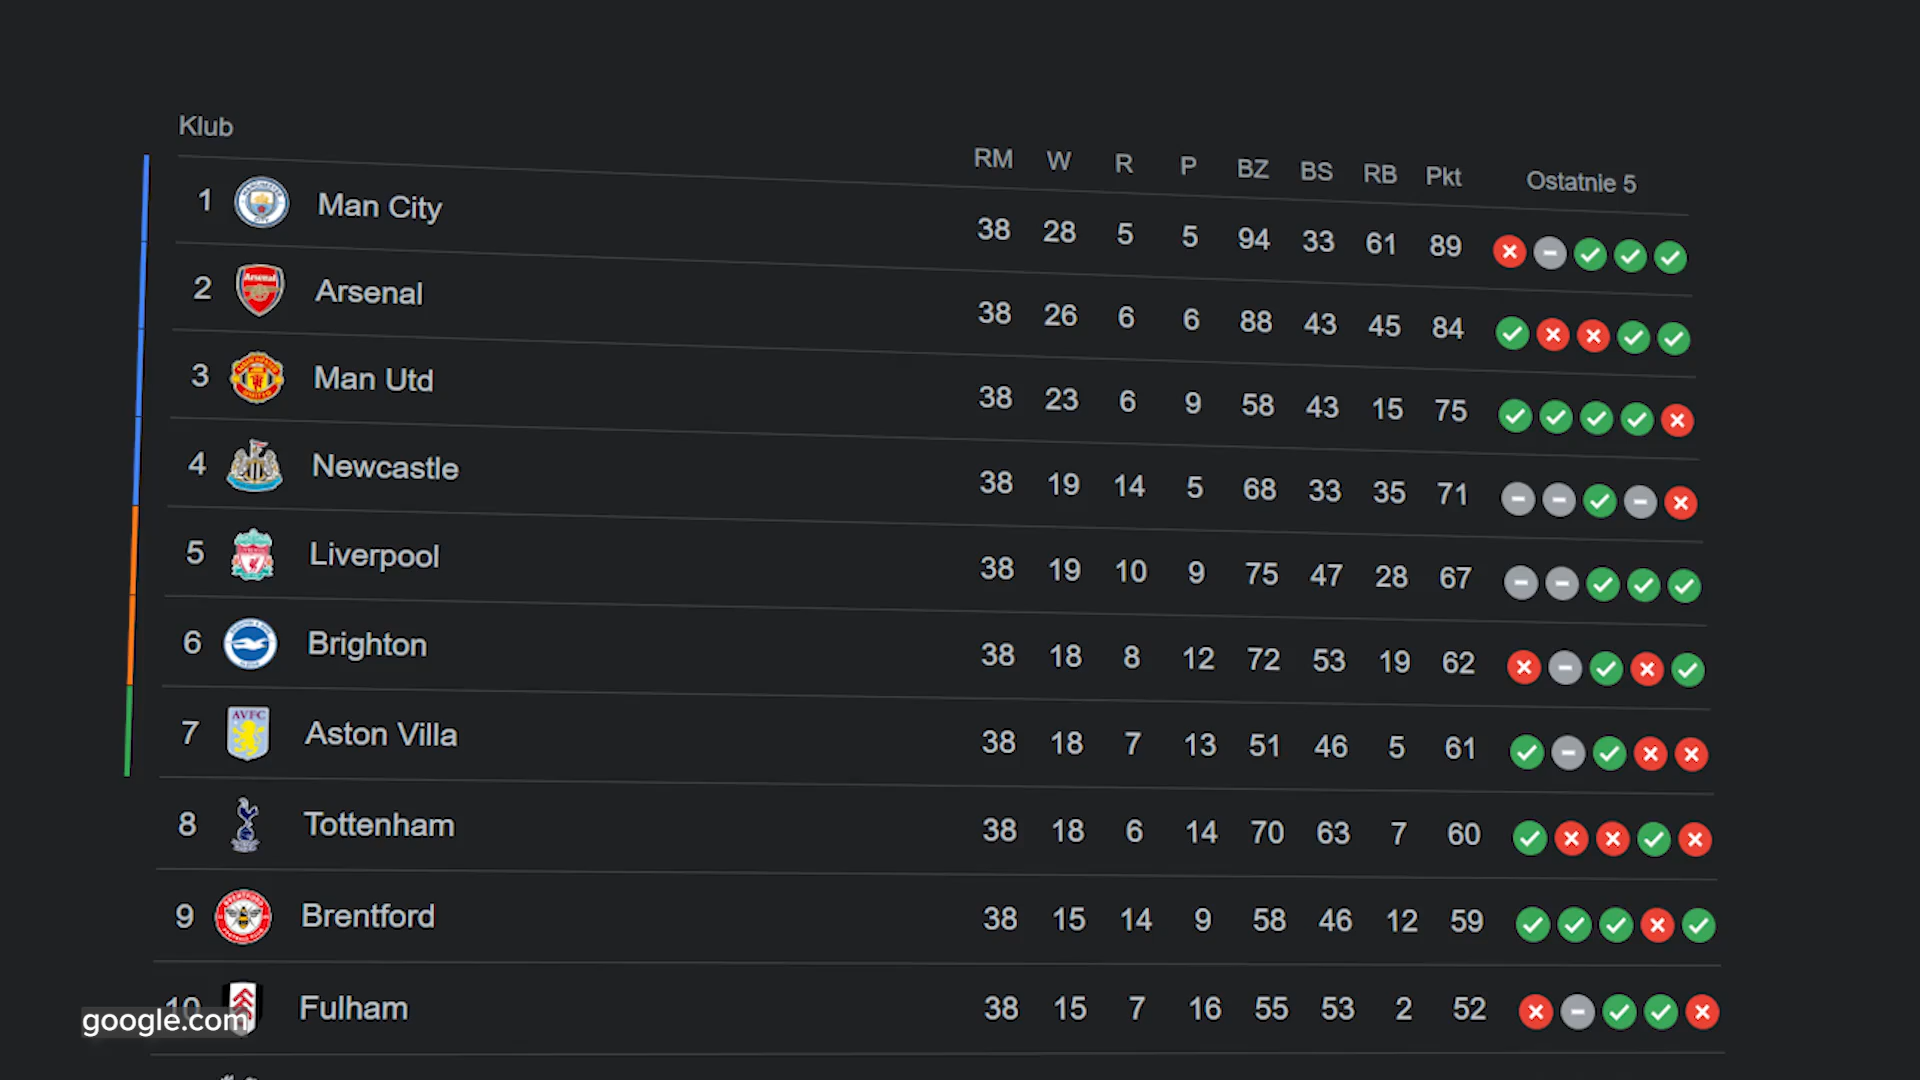 Klub RM W R P BZ BS RB Pkt Ostatnie 5
1 Man City 38 28 5 5 94 33 61 89
2 Arsenal 38 26 6 6 88 43 45 84
3 Man Utd 38 23 6 9 58 43 15 75
4 Newcastle 38 19 14 5 68 33 35 71
5 Liverpool 38 19 10 9 75 47 28 67
6 Brighton 38 18 8 12 72 53 19 62
7 AVFC Aston Villa 38 18 7 13 51 46 5 61
8 Tottenham 38 18 6 14 70 63 7 60
9 Brentford 38 15 14 9 58 46 12 59
10 Fulham 38 15 7 16 55 53 2 52
google.com